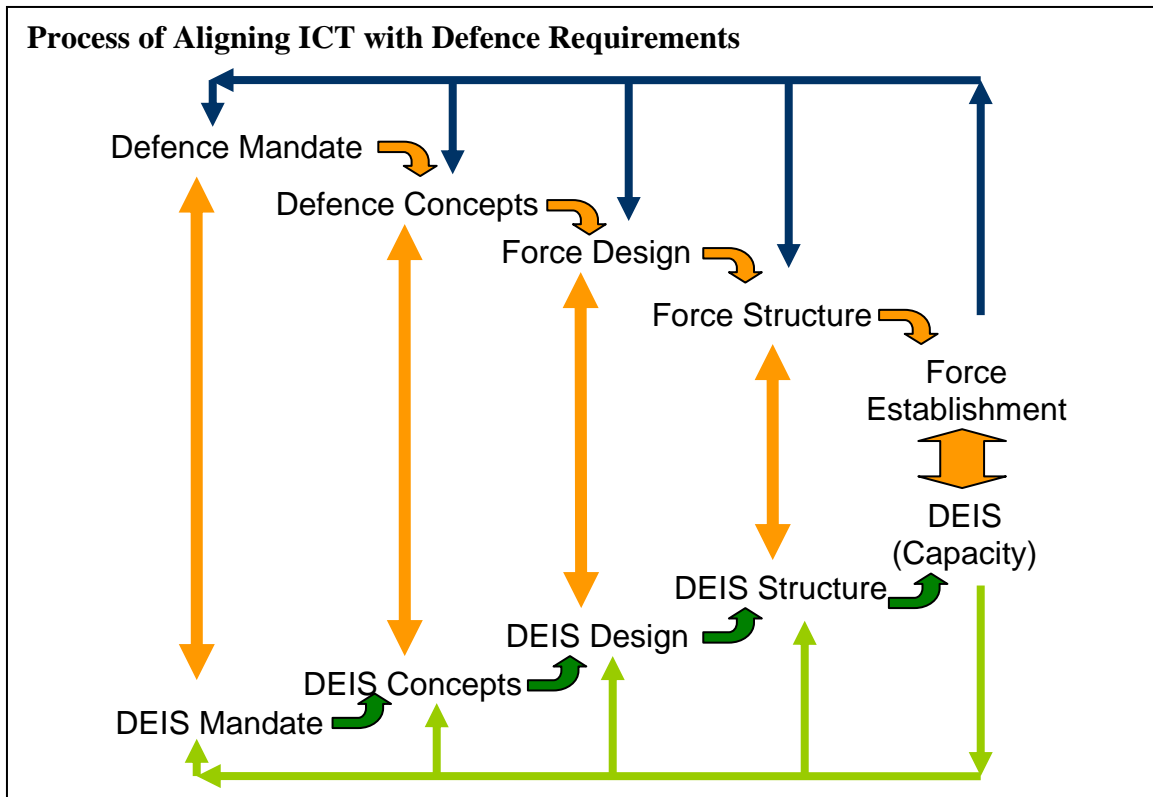 Process of Aligning ICT with Defence Requirements
Defence Mandate
Defence Concepts
Force Design
Force Structure
Force
Establishment
DEIS
(Capacity)
DEIS Structure
DEIS Design
DEIS Concepts
DEIS Mandate